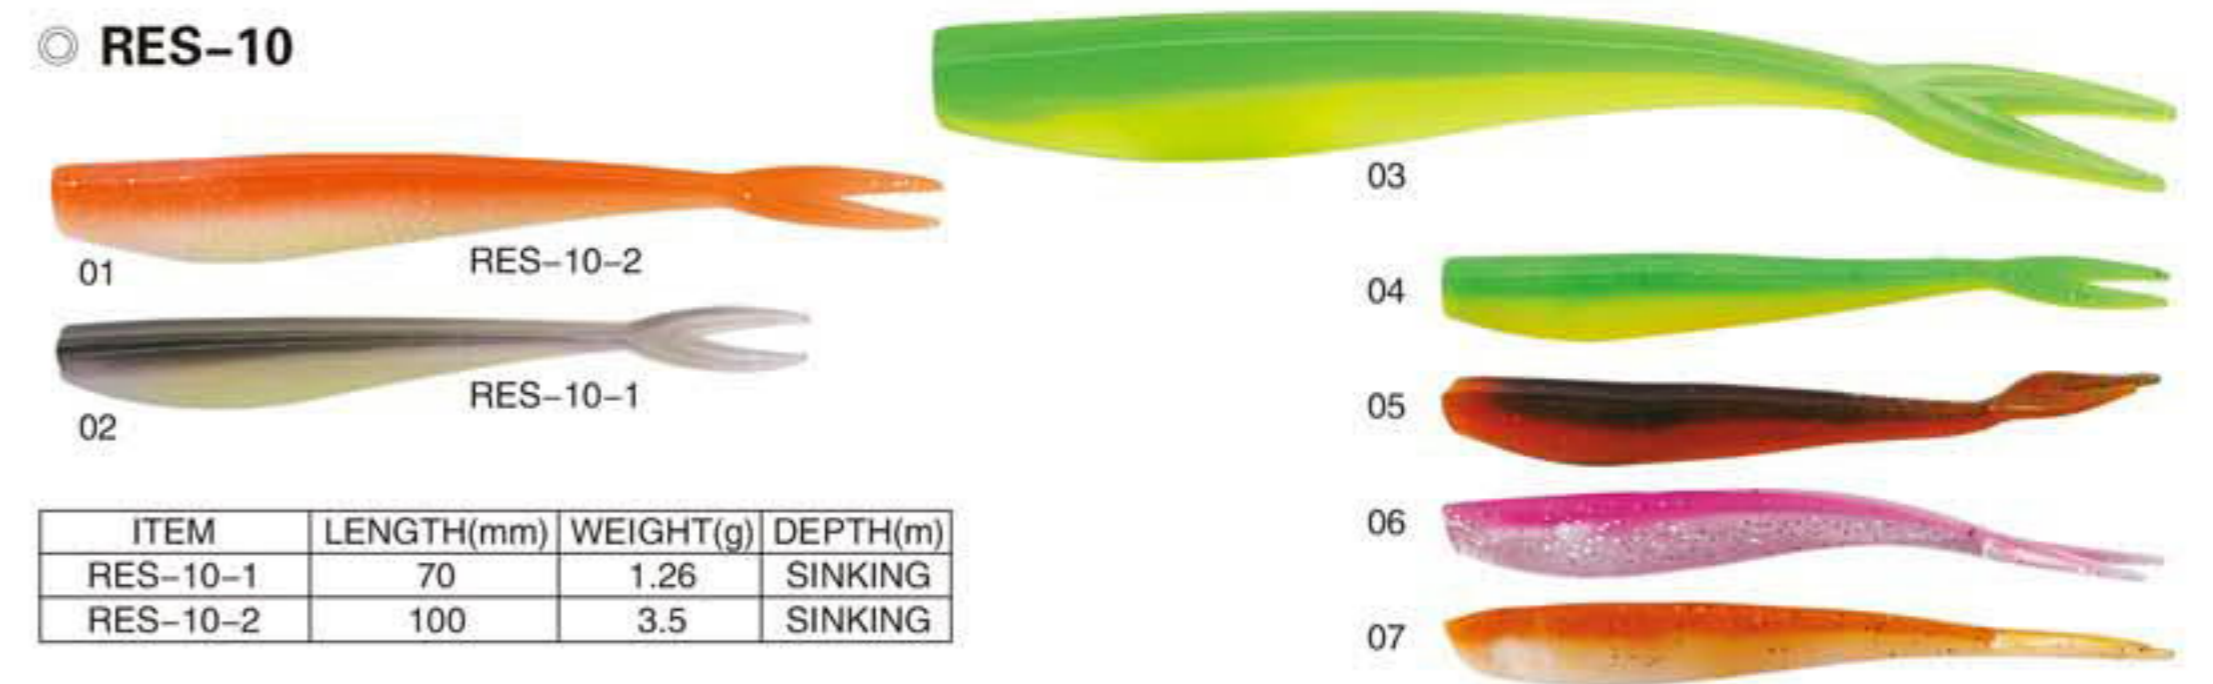 RES–10
03
01
RES–10–2
04
RES–10–1
05
02
06
ITEM LENGTH(mm) WEIGHT(g) DEPTH(m)
RES–10–1 70 1.26 SINKING
RES–10–2 100 3.5 SINKING
07